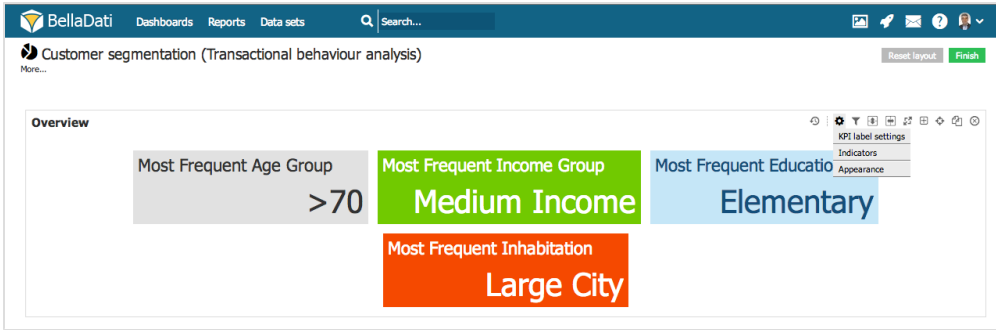 BellaDati Dashboards Reports Data sets Search...
Customer segmentation (Transactional behaviour analysis)
More...
Reset layout Finish
Overview
KPI label settings
Indicators
Appearance
Most Frequent Age Group
>70
Most Frequent Income Group
Medium Income
Most Frequent Educatio
Elementary
Most Frequent Inhabitation
Large City